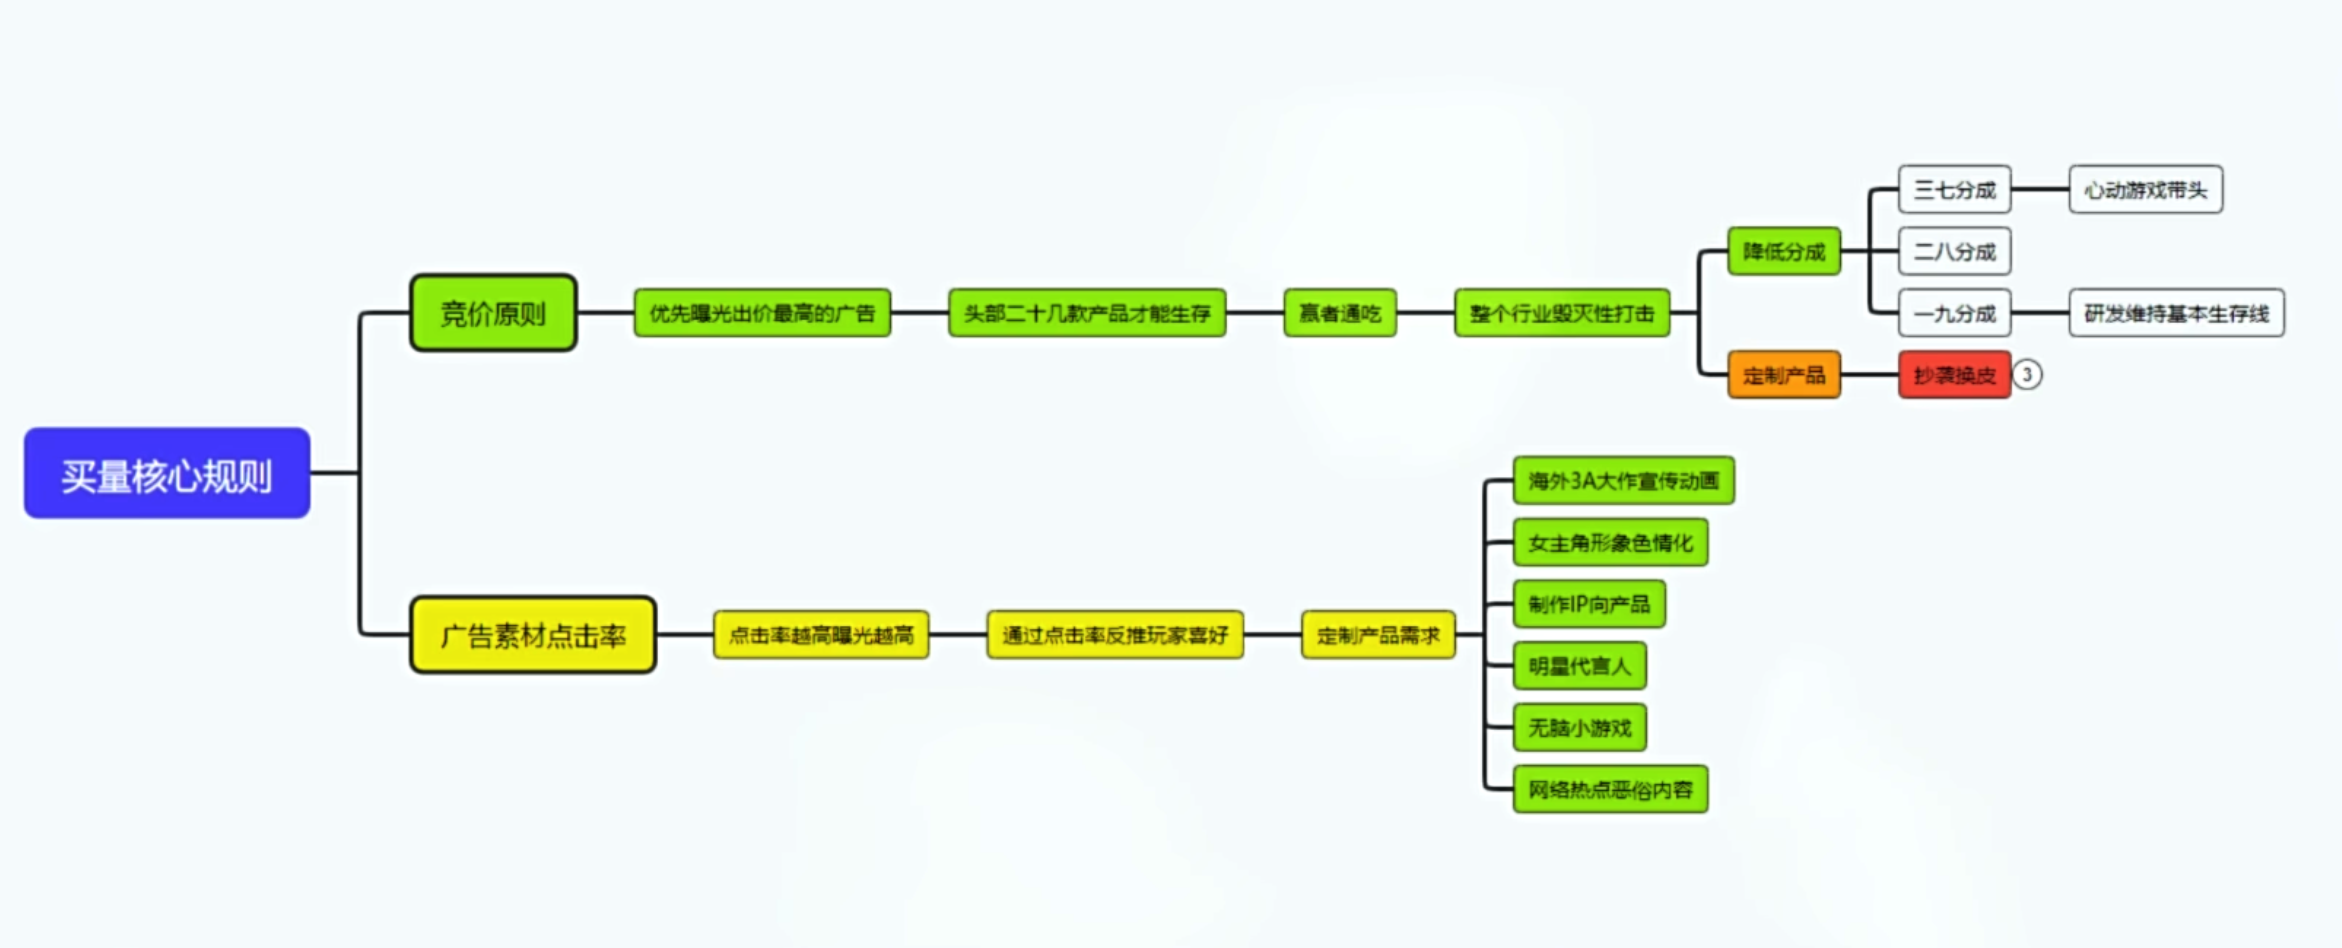 买量核心规则
竞价原则
优先曝光出价最高的广告
头部二十几款产品才能生存
赢者通吃
整个行业毁灭性打击
降低分成
三七分成
心动游戏带头
二八分成
一九分成
研发维持基本生存线
定制产品
抄袭换皮
3
广告素材点击率
点击率越高曝光越高
通过点击率反推玩家喜好
定制产品需求
海外3A大作宣传动画
女主角形象色情化
制作IP向产品
明星代言人
无脑小游戏
网络热点恶俗内容